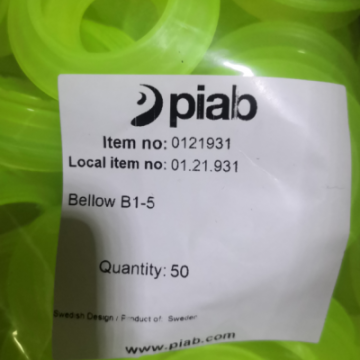 piab
Item no: 0121931
Local item no: 01.21.931
Bellow B1-5
Quantity: 50
Swedish Design / Product of Sweden
www.piab.com